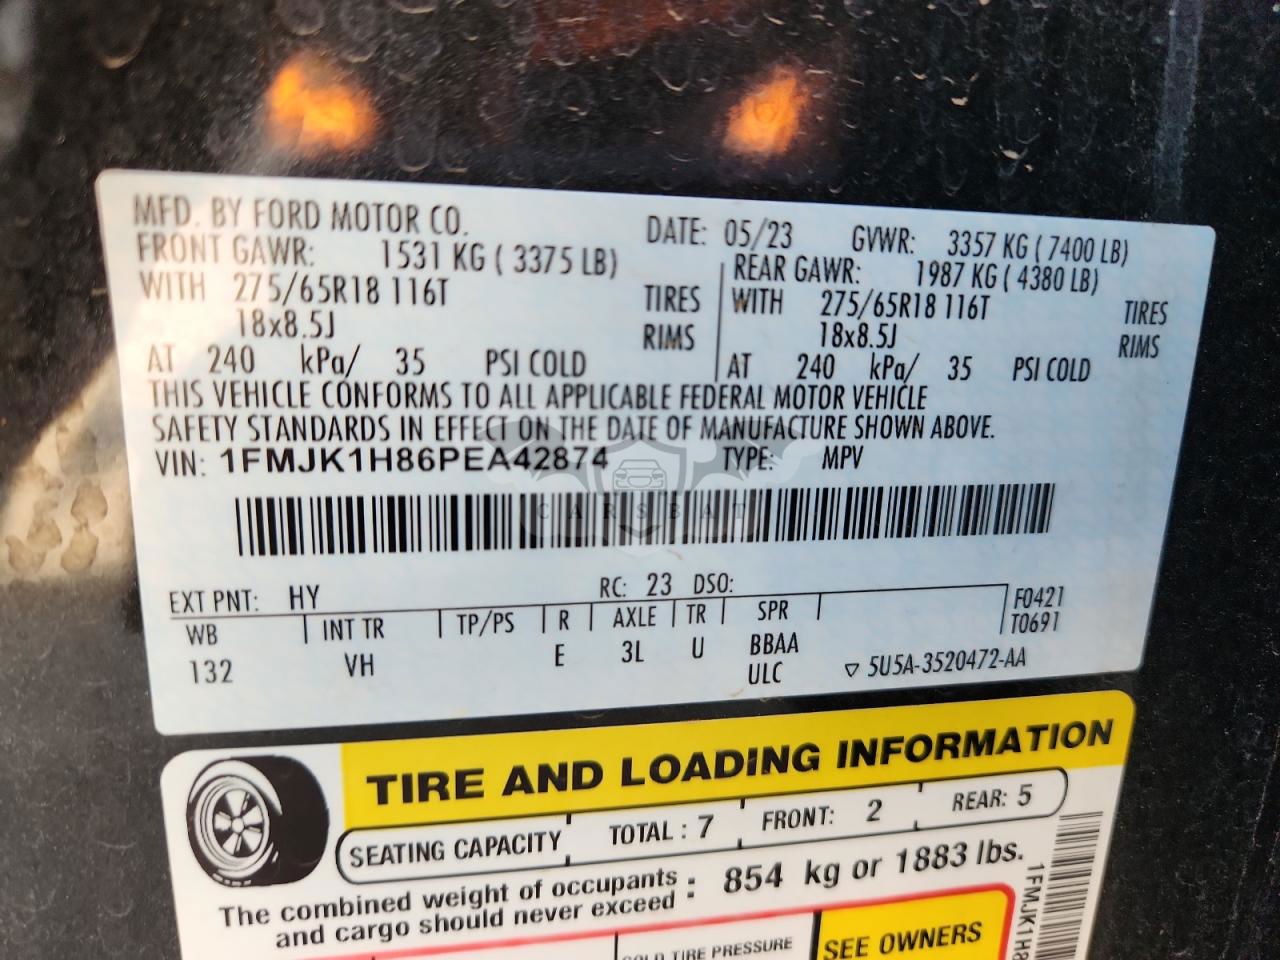 MFD. BY FORD MOTOR CO. DATE: 05/23 GVWR: 3357 KG ( 7400 LB)
FRONT GAWR: 1531 KG ( 3375 LB) REAR GAWR: 1987 KG ( 4380 LB)
WITH 275/65R18 116T TIRES WITH 275/65R18 116T TIRES
18x8.5J RIMS 18x8.5J RIMS
AT 240 kPa/ 35 PSI COLD AT 240 kPa/ 35 PSI COLD
THIS VEHICLE CONFORMS TO ALL APPLICABLE FEDERAL MOTOR VEHICLE
SAFETY STANDARDS IN EFFECT ON THE DATE OF MANUFACTURE SHOWN ABOVE.
VIN: 1FMJK1H86PEA42874 TYPE: MPV
CARSBAT
EXT PNT: HY RC: 23 DSO:
WB INT TR TP/PS R AXLE TR SPR F0421
T0691
132 VH E 3L U BBAA
ULC 5U5A-3520472-AA
TIRE AND LOADING INFORMATION
SEATING CAPACITY TOTAL : 7 FRONT: 2 REAR: 5
The combined weight of occupants : 854 kg or 1883 lbs.
and cargo should never exceed
TIRE PRESSURE SEE OWNERS
1FMJK1H8